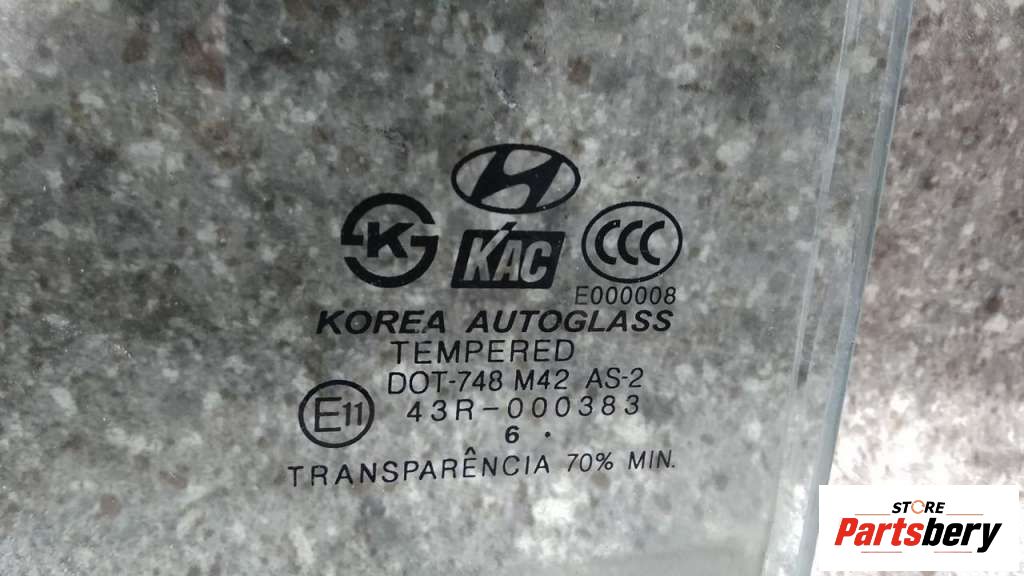 K
KAC
CCC
E000008
KOREA AUTOGLASS
TEMPERED
DOT-748 M42 AS-2
E11
43R-000383
6 .
TRANSPARÊNCIA 70% MIN.
STORE
Partsbery